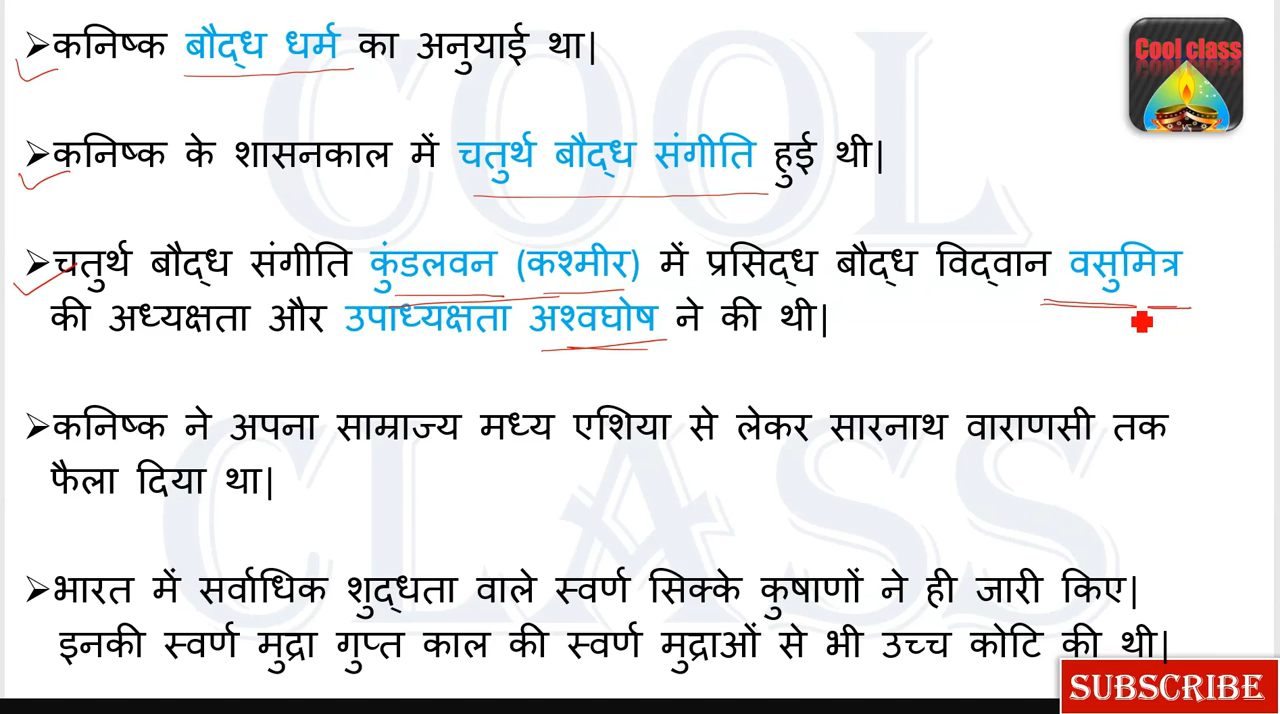 ➢कनिष्क बौद्ध धर्म का अनुयाई था|
Cool class
➢कनिष्क के शासनकाल में चतुर्थ बौद्ध संगीति हुई थी|
➢चतुर्थ बौद्ध संगीति कुंडलवन (कश्मीर) में प्रसिद्ध बौद्ध विद्वान वसुमित्र
की अध्यक्षता और उपाध्यक्षता अश्वघोष ने की थी|
➢कनिष्क ने अपना साम्राज्य मध्य एशिया से लेकर सारनाथ वाराणसी तक
फैला दिया था|
➢भारत में सर्वाधिक शुद्धता वाले स्वर्ण सिक्के कुषाणों ने ही जारी किए|
इनकी स्वर्ण मुद्रा गुप्त काल की स्वर्ण मुद्राओं से भी उच्च कोटि की थी|
SUBSCRIBE
COOL
CLASS